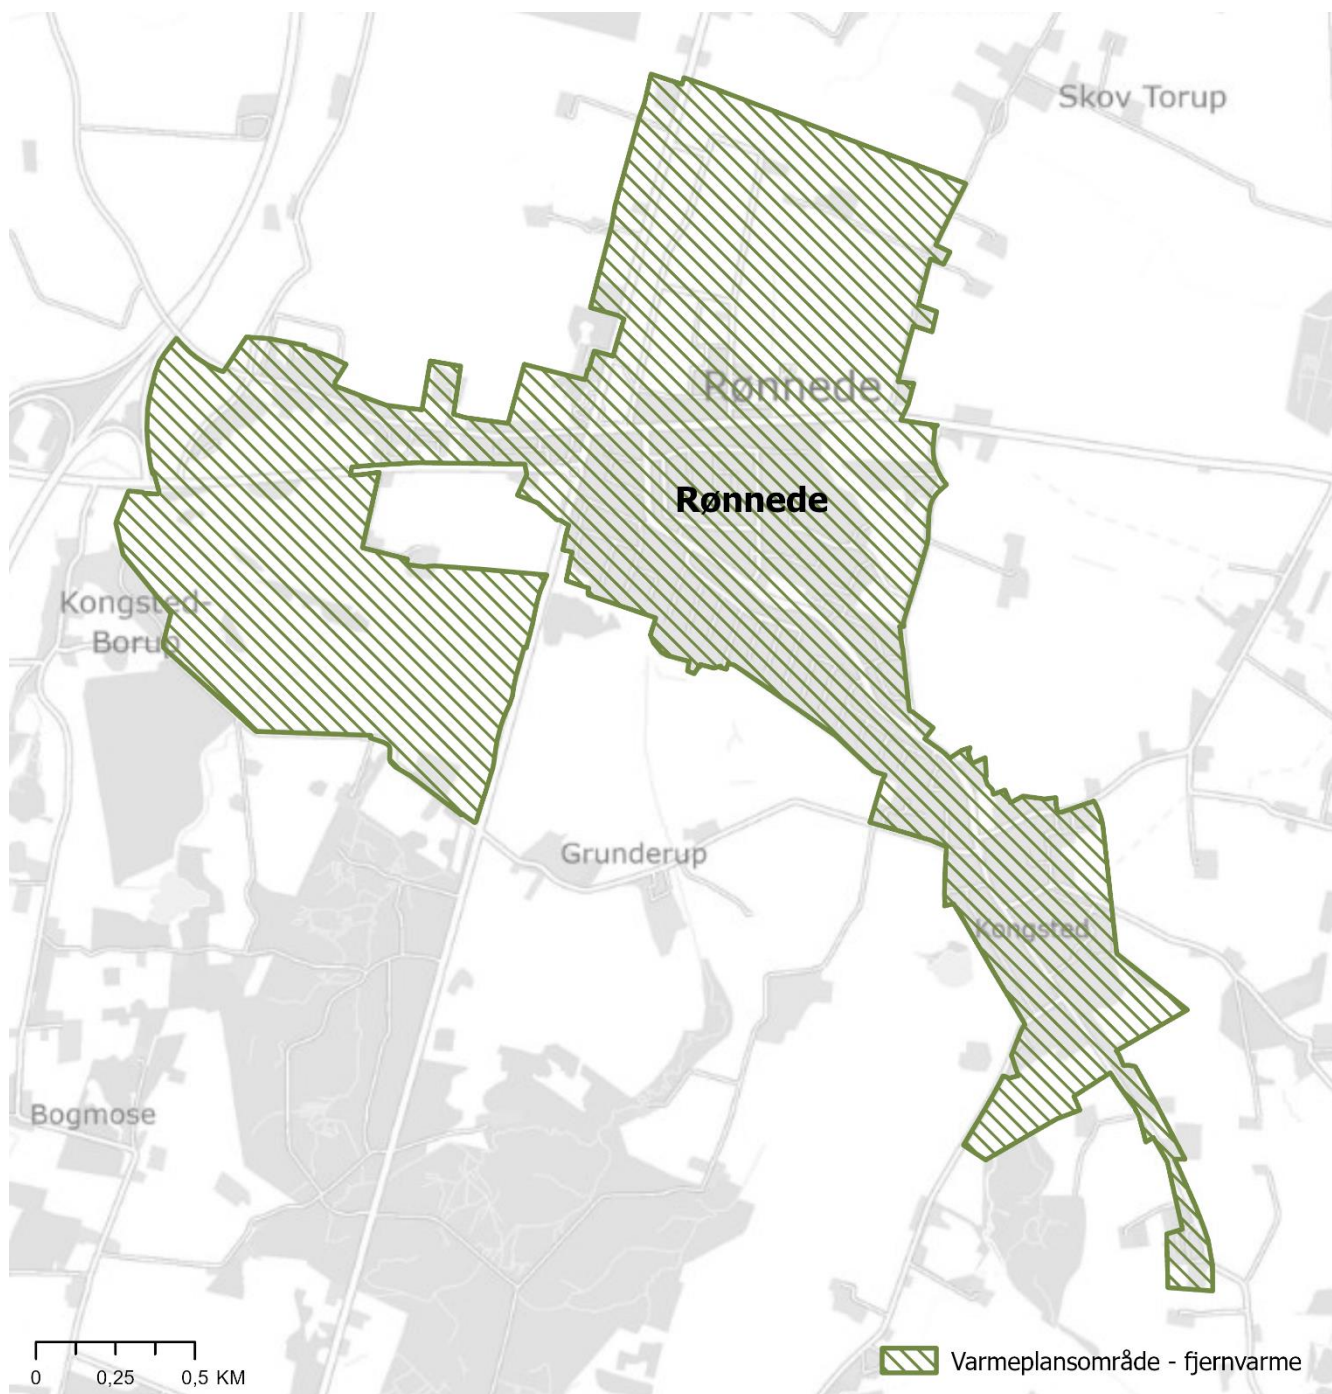 Skov Torup
Rønnede
Rønnede
Kongsted-
Borup
Grunderup
Kongsted
Bogmose
0 0,25 0,5 KM
Varmeplansområde - fjernvarme